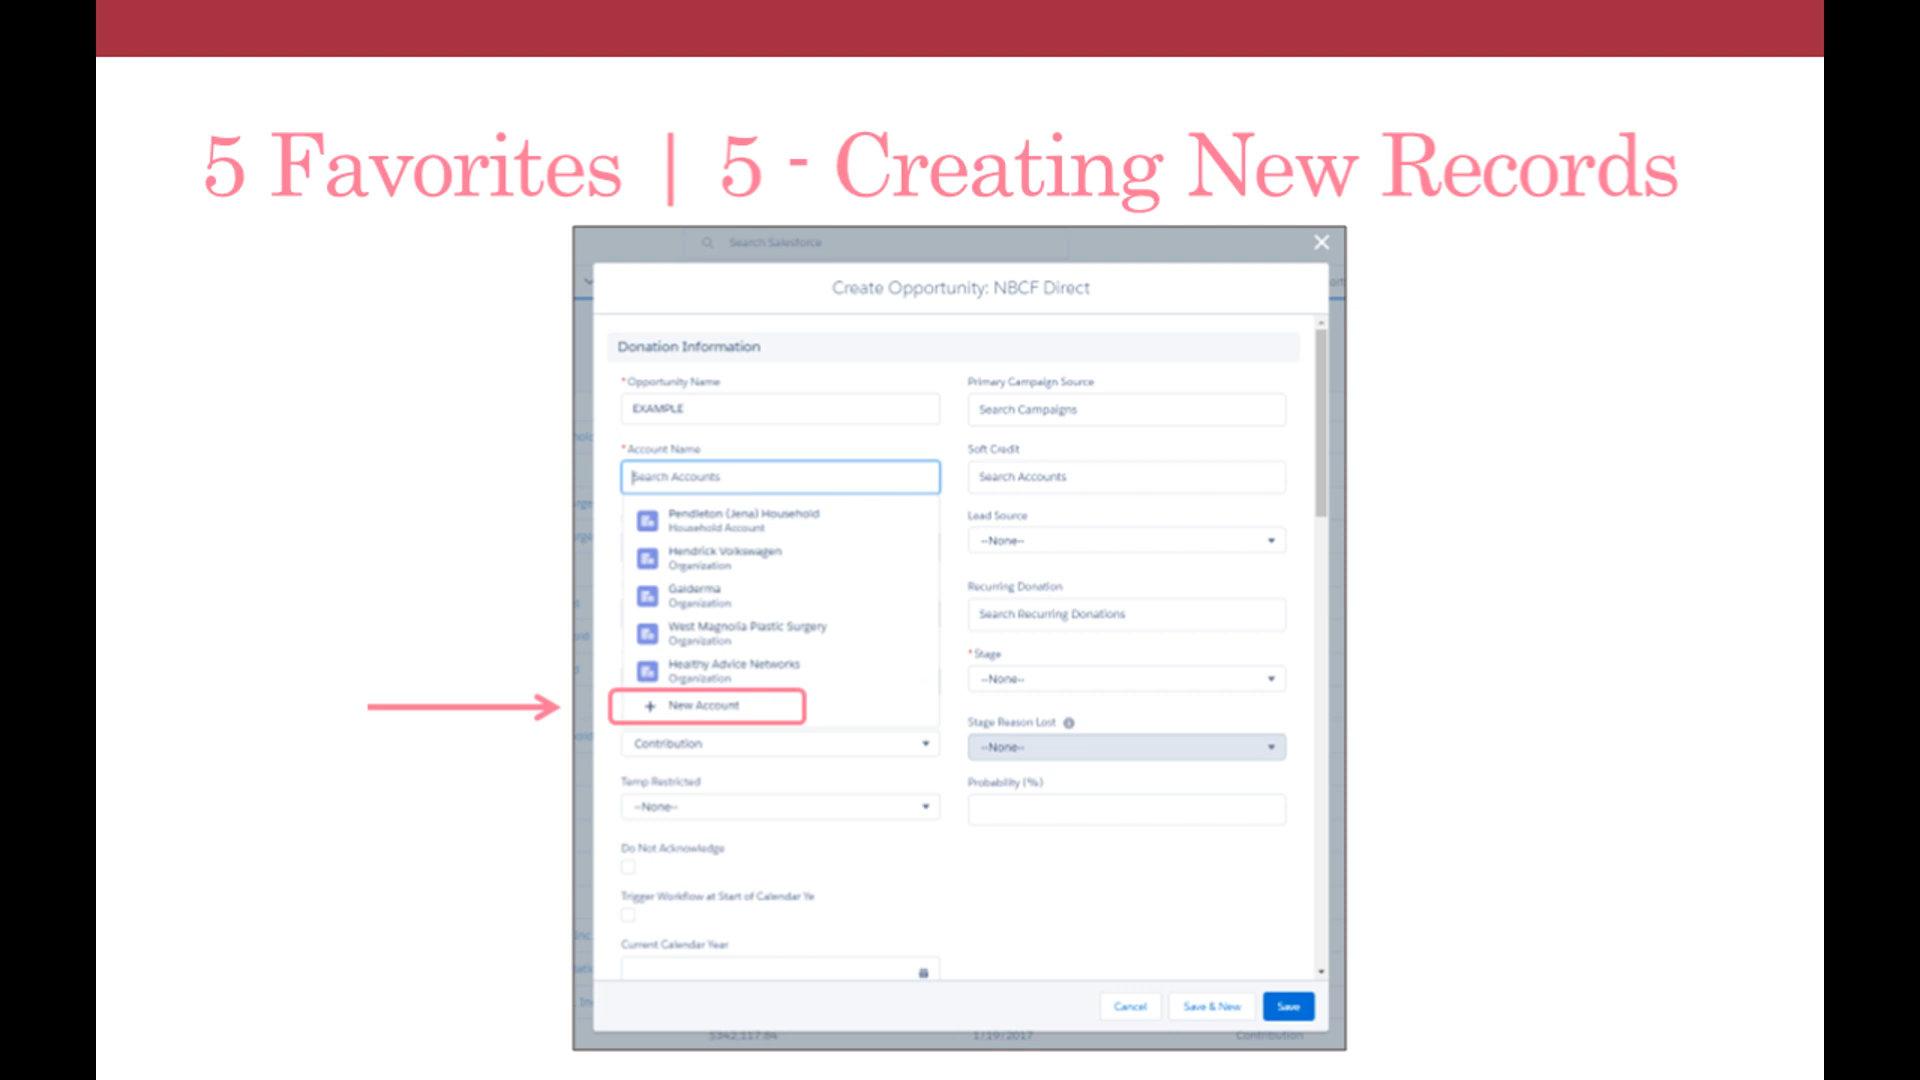 5 Favorites | 5 - Creating New Records
Search Salesforce
Create Opportunity: NBCF Direct
Donation Information
*Opportunity Name
EXAMPLE
Primary Campaign Source
Search Campaigns
*Account Name
Search Accounts
Soft Credit
Search Accounts
Pendleton (Jena) Household
Household Account
Hendrick Volkswagen
Organization
Galderma
Organization
West Magnolia Plastic Surgery
Organization
Healthy Advice Networks
Organization
+ New Account
Lead Source
--None--
Recurring Donation
Search Recurring Donations
*Stage
--None--
Stage Reason Lost
--None--
Contribution
Temp Restricted
--None--
Probability (%)
Do Not Acknowledge
Trigger Workflow at Start of Calendar Ye
Current Calendar Year
Cancel
Save & New
Save
1/19/2017
Contribution